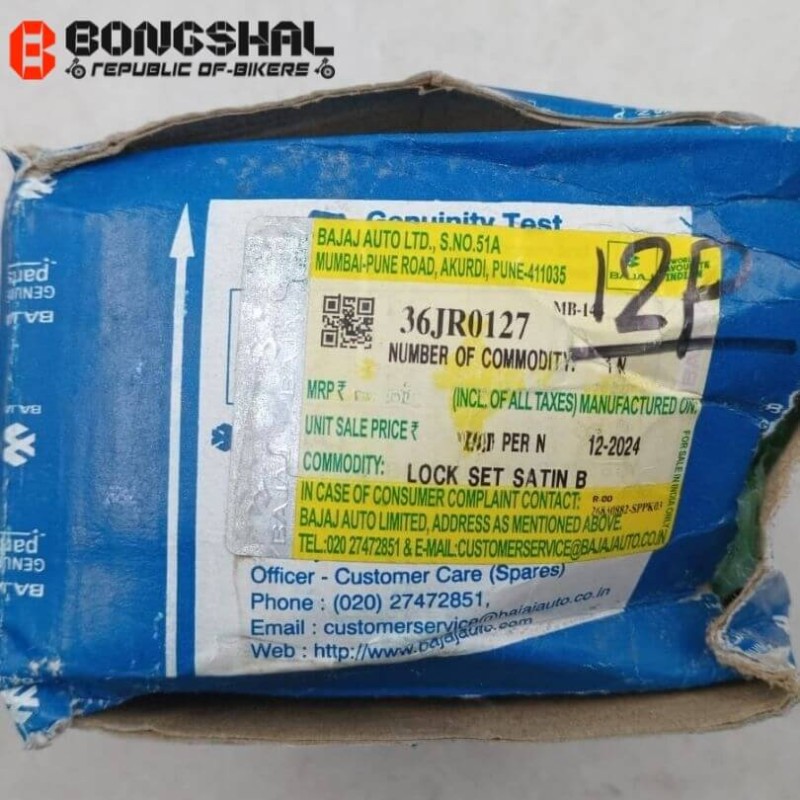 BONGSHAL
REPUBLIC OF-BIKERS
Genuinity Test
BAJAJ AUTO LTD., S.NO.51A
MUMBAI-PUNE ROAD, AKURDI, PUNE-411035
BAJAJ
12P
36JR0127
NUMBER OF COMMODITY:
MRP ₹
(INCL. OF ALL TAXES) MANUFACTURED ON.
UNIT SALE PRICE ₹
PER N
12-2024
COMMODITY:
LOCK SET SATIN B
IN CASE OF CONSUMER COMPLAINT CONTACT:
BAJAJ AUTO LIMITED, ADDRESS AS MENTIONED ABOVE.
TEL.:020 27472851 & E-MAIL:CUSTOMERSERVICE@BAJAJAUTO.CO.IN
FOR SALE IN INDIA ONLY
Officer - Customer Care (Spares)
Phone : (020) 27472851,
Email : customerservice@bajajauto.co.in
Web : http://www.bajajauto.com
GENUINE
parts
BAJAJ